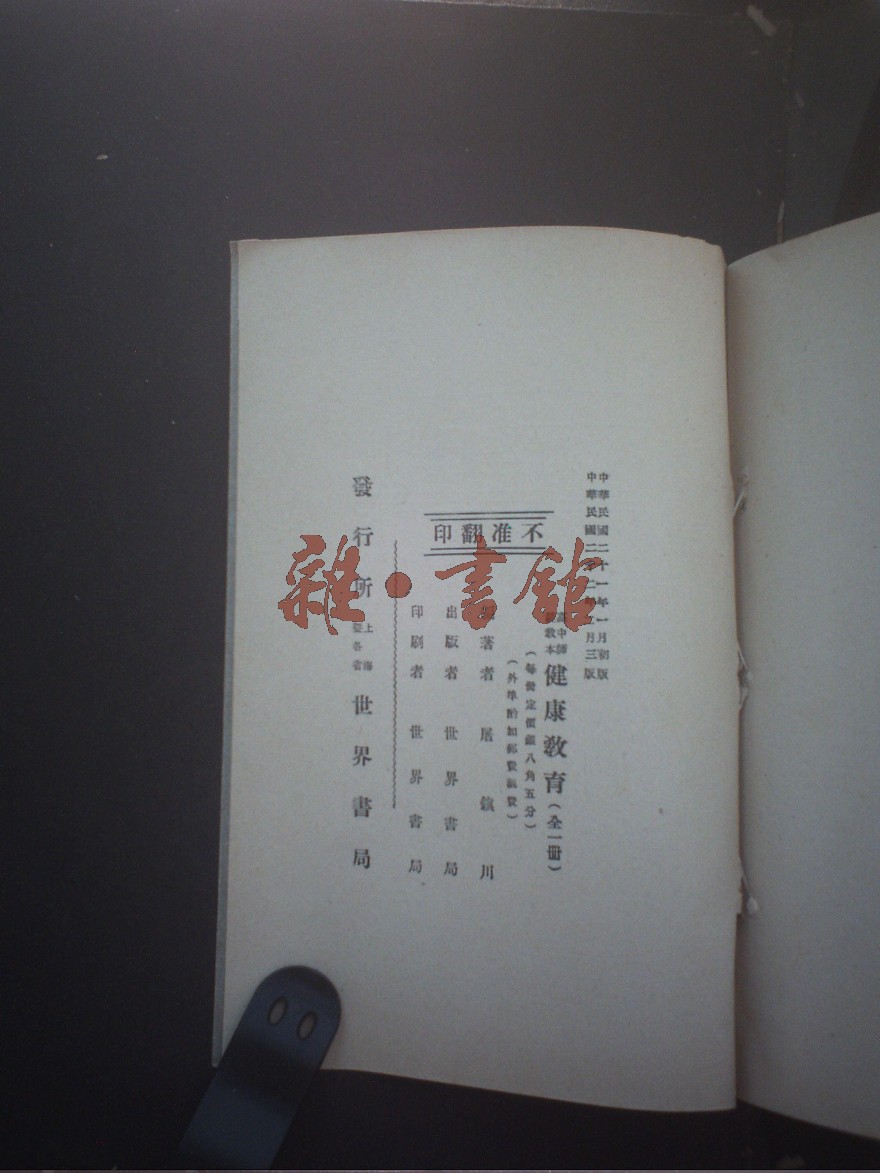 中華民國二十一年一月初版
中華民國二十二年 月三版
高中師
範教本
健康教育(全一冊)
(每冊定價銀八角五分)
(外埠酌加郵費匯費)
不准翻印
編著者 屠鎮川
出版者 世界書局
印刷者 世界書局
發行所 上海曁各省 世界書局
雜·書館